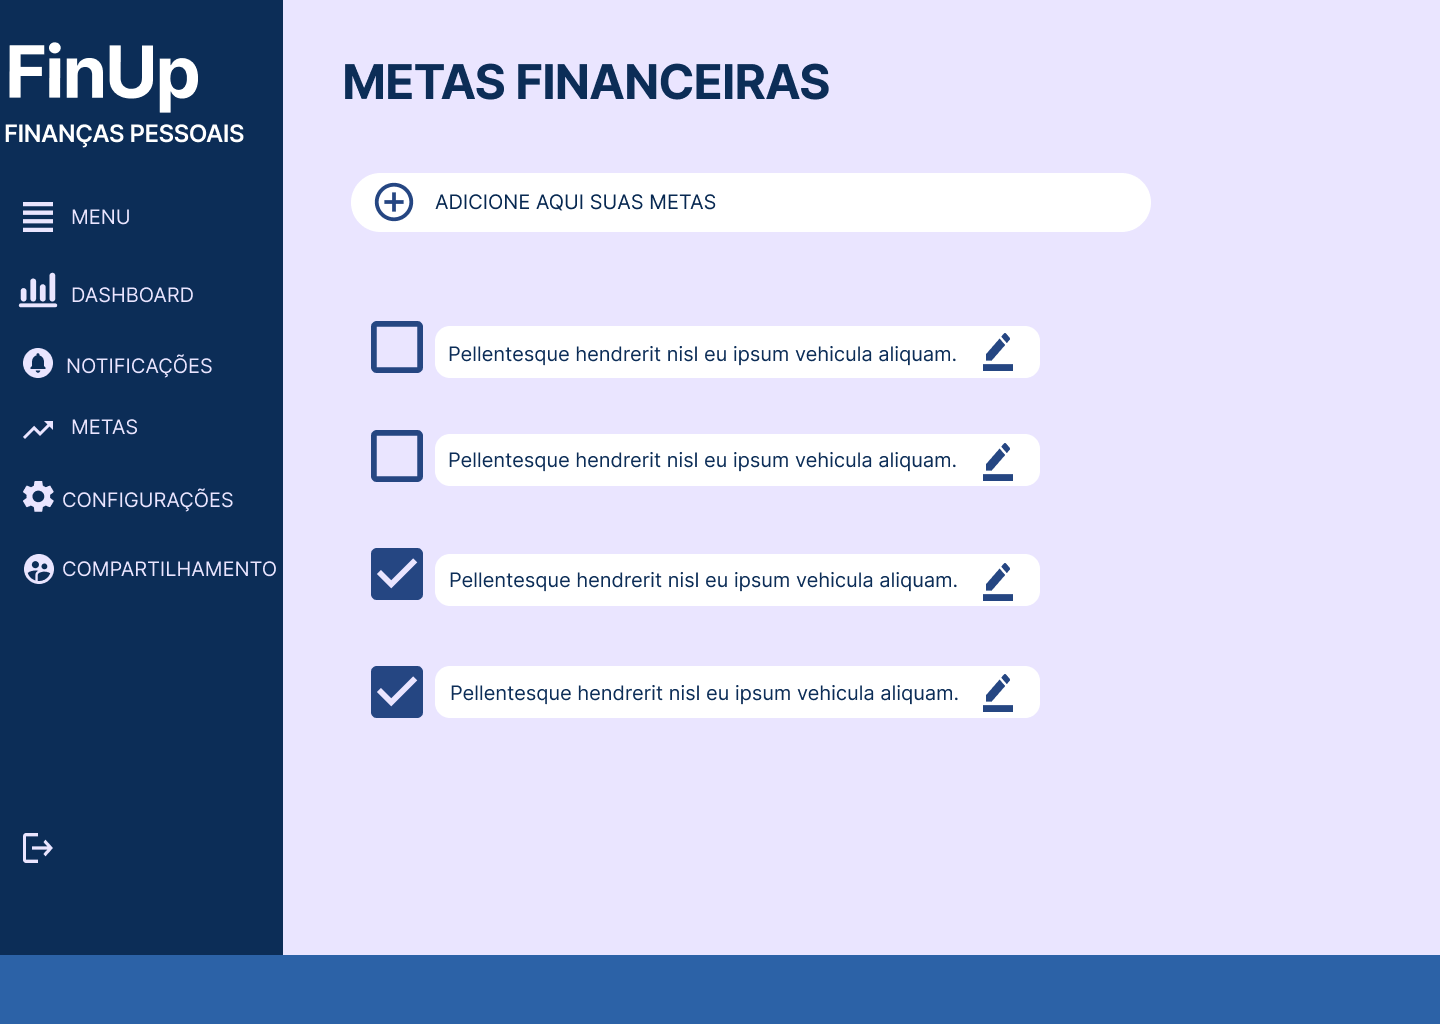 FinUp
FINANÇAS PESSOAIS
MENU
DASHBOARD
NOTIFICAÇÕES
METAS
CONFIGURAÇÕES
COMPARTILHAMENTO
METAS FINANCEIRAS
ADICIONE AQUI SUAS METAS
Pellentesque hendrerit nisl eu ipsum vehicula aliquam.
Pellentesque hendrerit nisl eu ipsum vehicula aliquam.
Pellentesque hendrerit nisl eu ipsum vehicula aliquam.
Pellentesque hendrerit nisl eu ipsum vehicula aliquam.